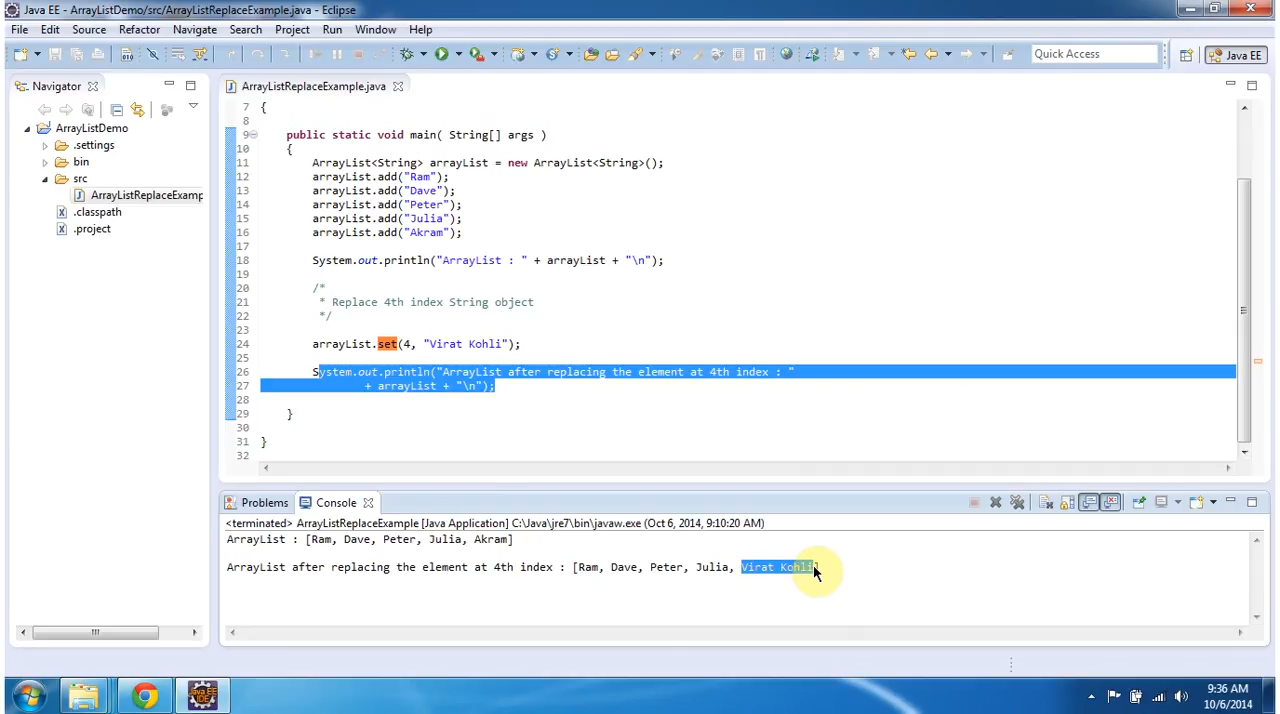 Java EE - ArrayListDemo/src/ArrayListReplaceExample.java - Eclipse
File Edit Source Refactor Navigate Search Project Run Window Help
Quick Access
Java EE
Navigator
ArrayListReplaceExample.java
ArrayListDemo
.settings
bin
src
ArrayListReplaceExamp
.classpath
.project
7 {
8
9 public static void main( String[] args )
10 {
11 ArrayList<String> arrayList = new ArrayList<String>();
12 arrayList.add("Ram");
13 arrayList.add("Dave");
14 arrayList.add("Peter");
15 arrayList.add("Julia");
16 arrayList.add("Akram");
17
18 System.out.println("ArrayList : " + arrayList + "\n");
19
20 /*
21 * Replace 4th index String object
22 */
23
24 arrayList.set(4, "Virat Kohli");
25
26 System.out.println("ArrayList after replacing the element at 4th index : "
27 + arrayList + "\n");
28
29 }
30
31 }
32
Problems Console
<terminated> ArrayListReplaceExample [Java Application] C:\Java\jre7\bin\javaw.exe (Oct 6, 2014, 9:10:20 AM)
ArrayList : [Ram, Dave, Peter, Julia, Akram]
ArrayList after replacing the element at 4th index : [Ram, Dave, Peter, Julia, Virat Kohli]
Java EE
IDE
9:36 AM
10/6/2014